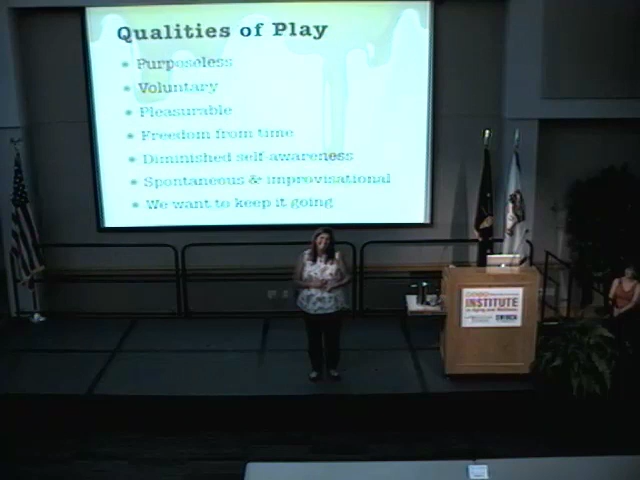 Qualities of Play
Purposeless
Voluntary
Pleasurable
Freedom from time
Diminished self awareness
Spontaneous & improvisational
We want to keep it going
INSTITUTE